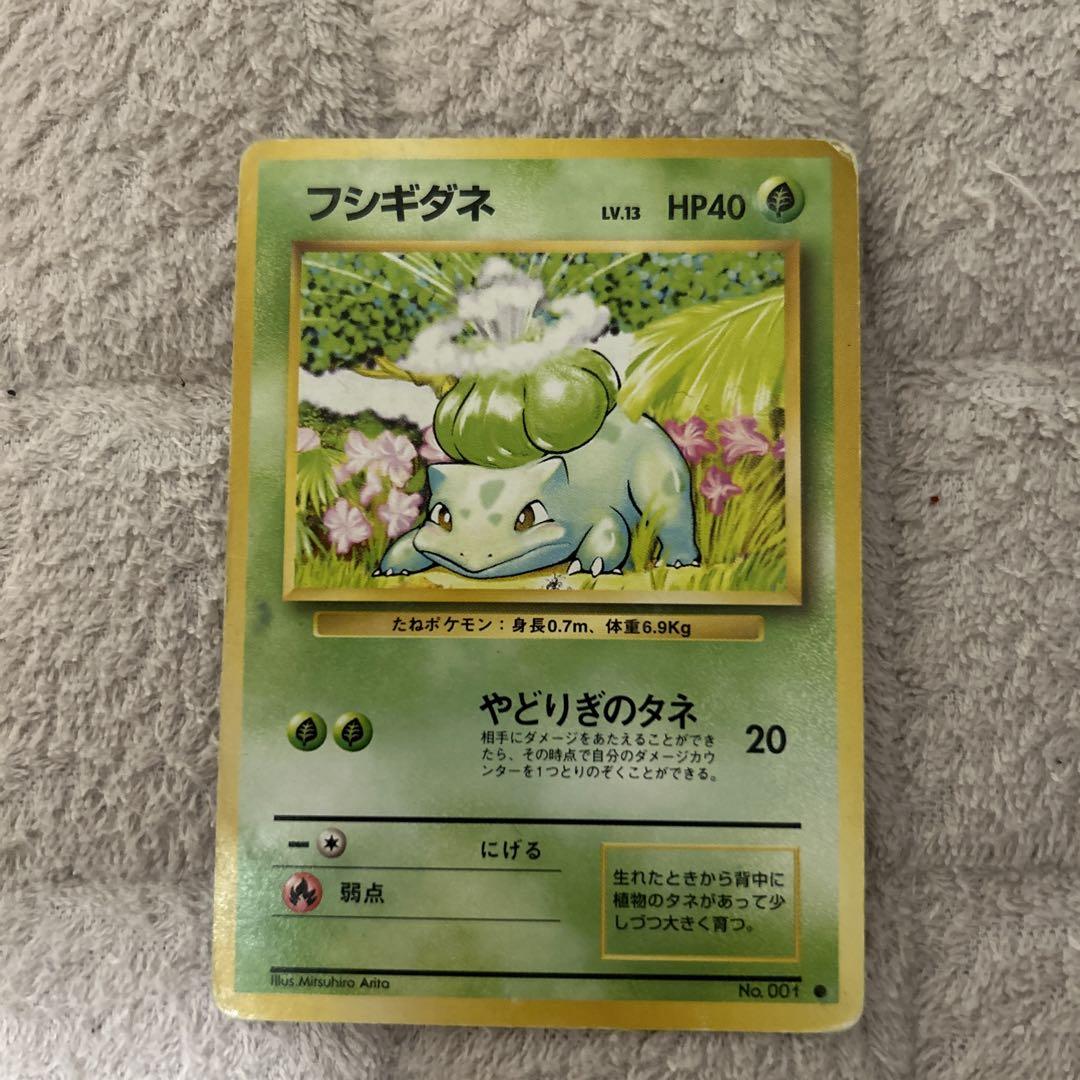 フシギダネ LV.13 HP40
たねポケモン：身長0.7m、体重6.9Kg
やどりぎのタネ 20
相手にダメージをあたえることができ
たら、その時点で自分のダメージカウ
ンターを1つとりのぞくことができる。
にげる
弱点
生れたときから背中に
植物のタネがあって少
しづつ大きく育つ。
Illus. Mitsuhiro Arita
No. 001